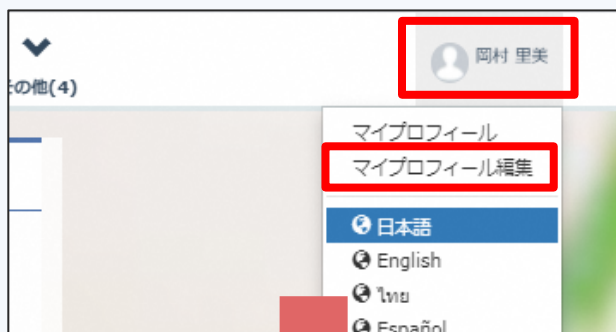 岡村 里美
その他(4)
マイプロフィール
マイプロフィール編集
日本語
English
ไทย
Español